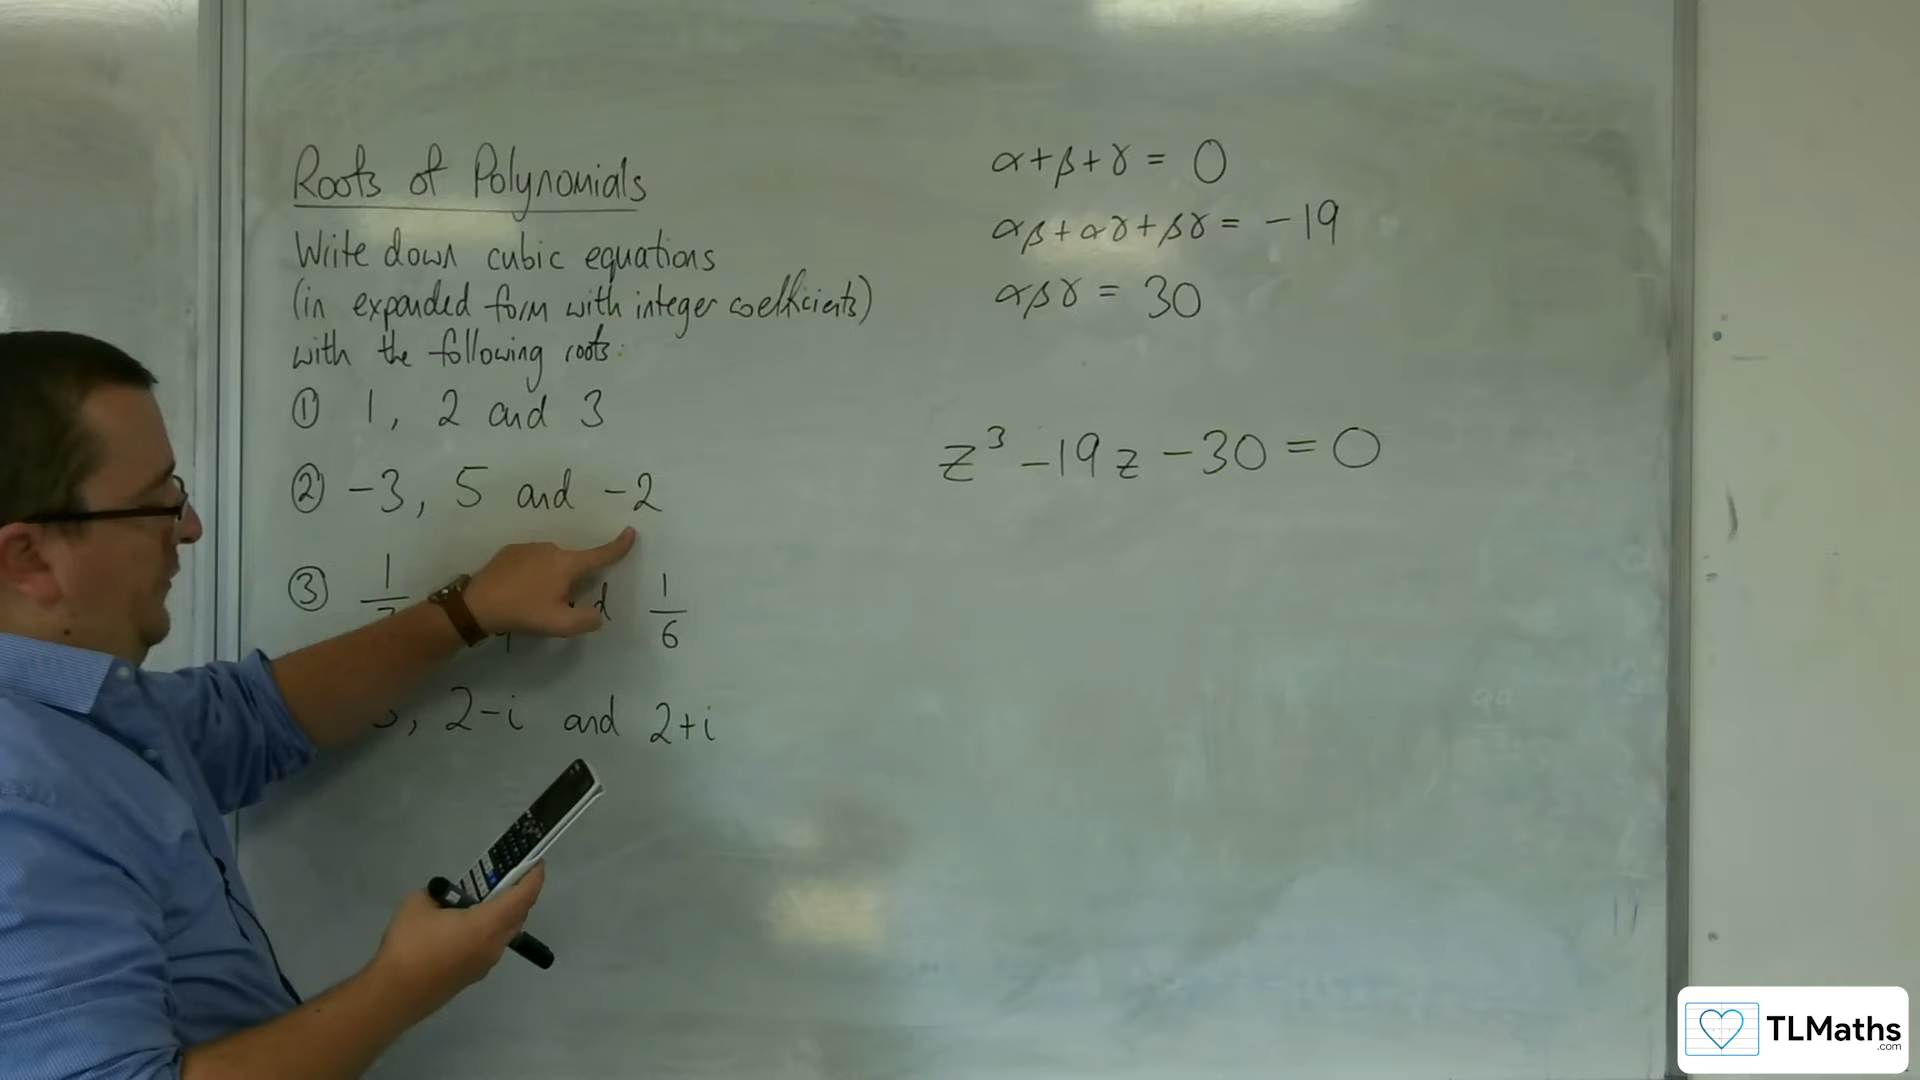 Roots of Polynomials
Write down cubic equations
(in expanded form with integer coefficients)
with the following roots:
① 1, 2 and 3
② -3, 5 and -2
③ 1/ 1/6
, 2-i and 2+i
α+β+γ = 0
αβ+αγ+βγ = -19
αβγ = 30
z³ -19z -30 = 0
TLMaths
.com